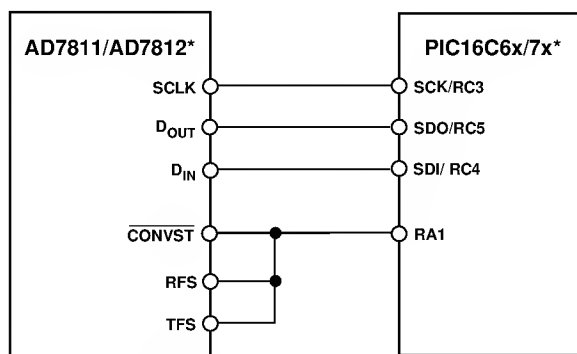 AD7811/AD7812* PIC16C6x/7x*
SCLK SCK/RC3
DOUT SDO/RC5
DIN SDI/ RC4
CONVST RA1
RFS
TFS